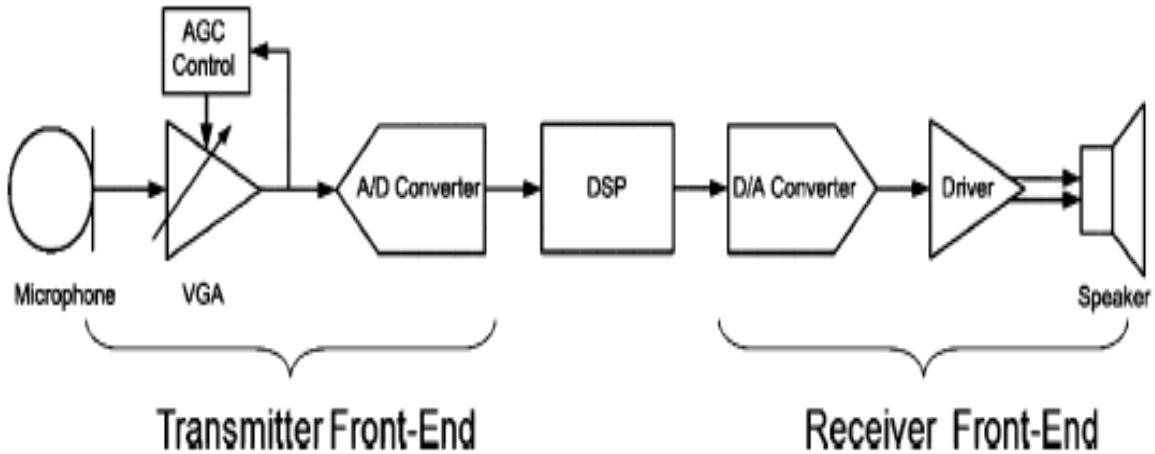 AGC
Control
A/D Converter
DSP
D/A Converter
Driver
Microphone
VGA
Speaker
Transmitter Front-End
Receiver Front-End